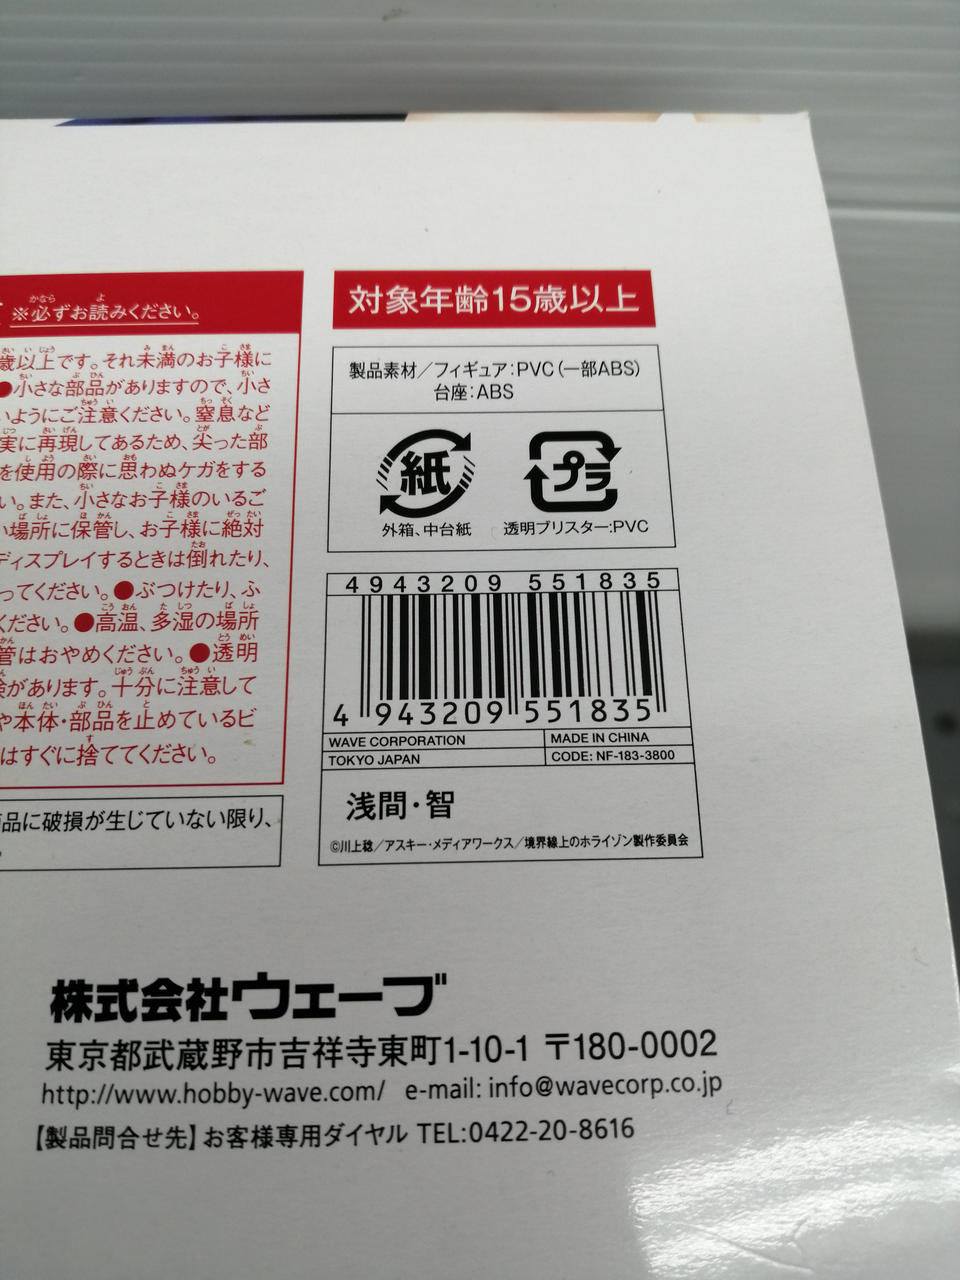 ※必ずお読みください。
歳以上です。それ未満のお子様に
●小さな部品がありますので、小さ
いようにご注意ください。窒息など
実に再現してあるため、尖った部
を使用の際に思わぬケガをする
い。また、小さなお子様のいるご
い場所に保管し、お子様に絶対
ディスプレイするときは倒れたり、
ってください。●ぶつけたり、ふ
ください。●高温、多湿の場所
管はおやめください。●透明
があります。十分に注意して
や本体・部品を止めているビ
はすぐに捨ててください。
品に破損が生じていない限り、
対象年齢15歳以上
製品素材／フィギュア：PVC（一部ABS）
台座：ABS
紙
外箱、中台紙
プラ
透明ブリスター：PVC
4943209 551835
4 943209 551835
WAVE CORPORATION
TOKYO JAPAN
MADE IN CHINA
CODE: NF-183-3800
浅間・智
©川上稔／アスキー・メディアワークス／境界線上のホライゾン製作委員会
株式会社ウェーブ
東京都武蔵野市吉祥寺東町1-10-1 〒180-0002
http://www.hobby-wave.com/ e-mail: info@wavecorp.co.jp
【製品問合せ先】お客様専用ダイヤル TEL:0422-20-8616